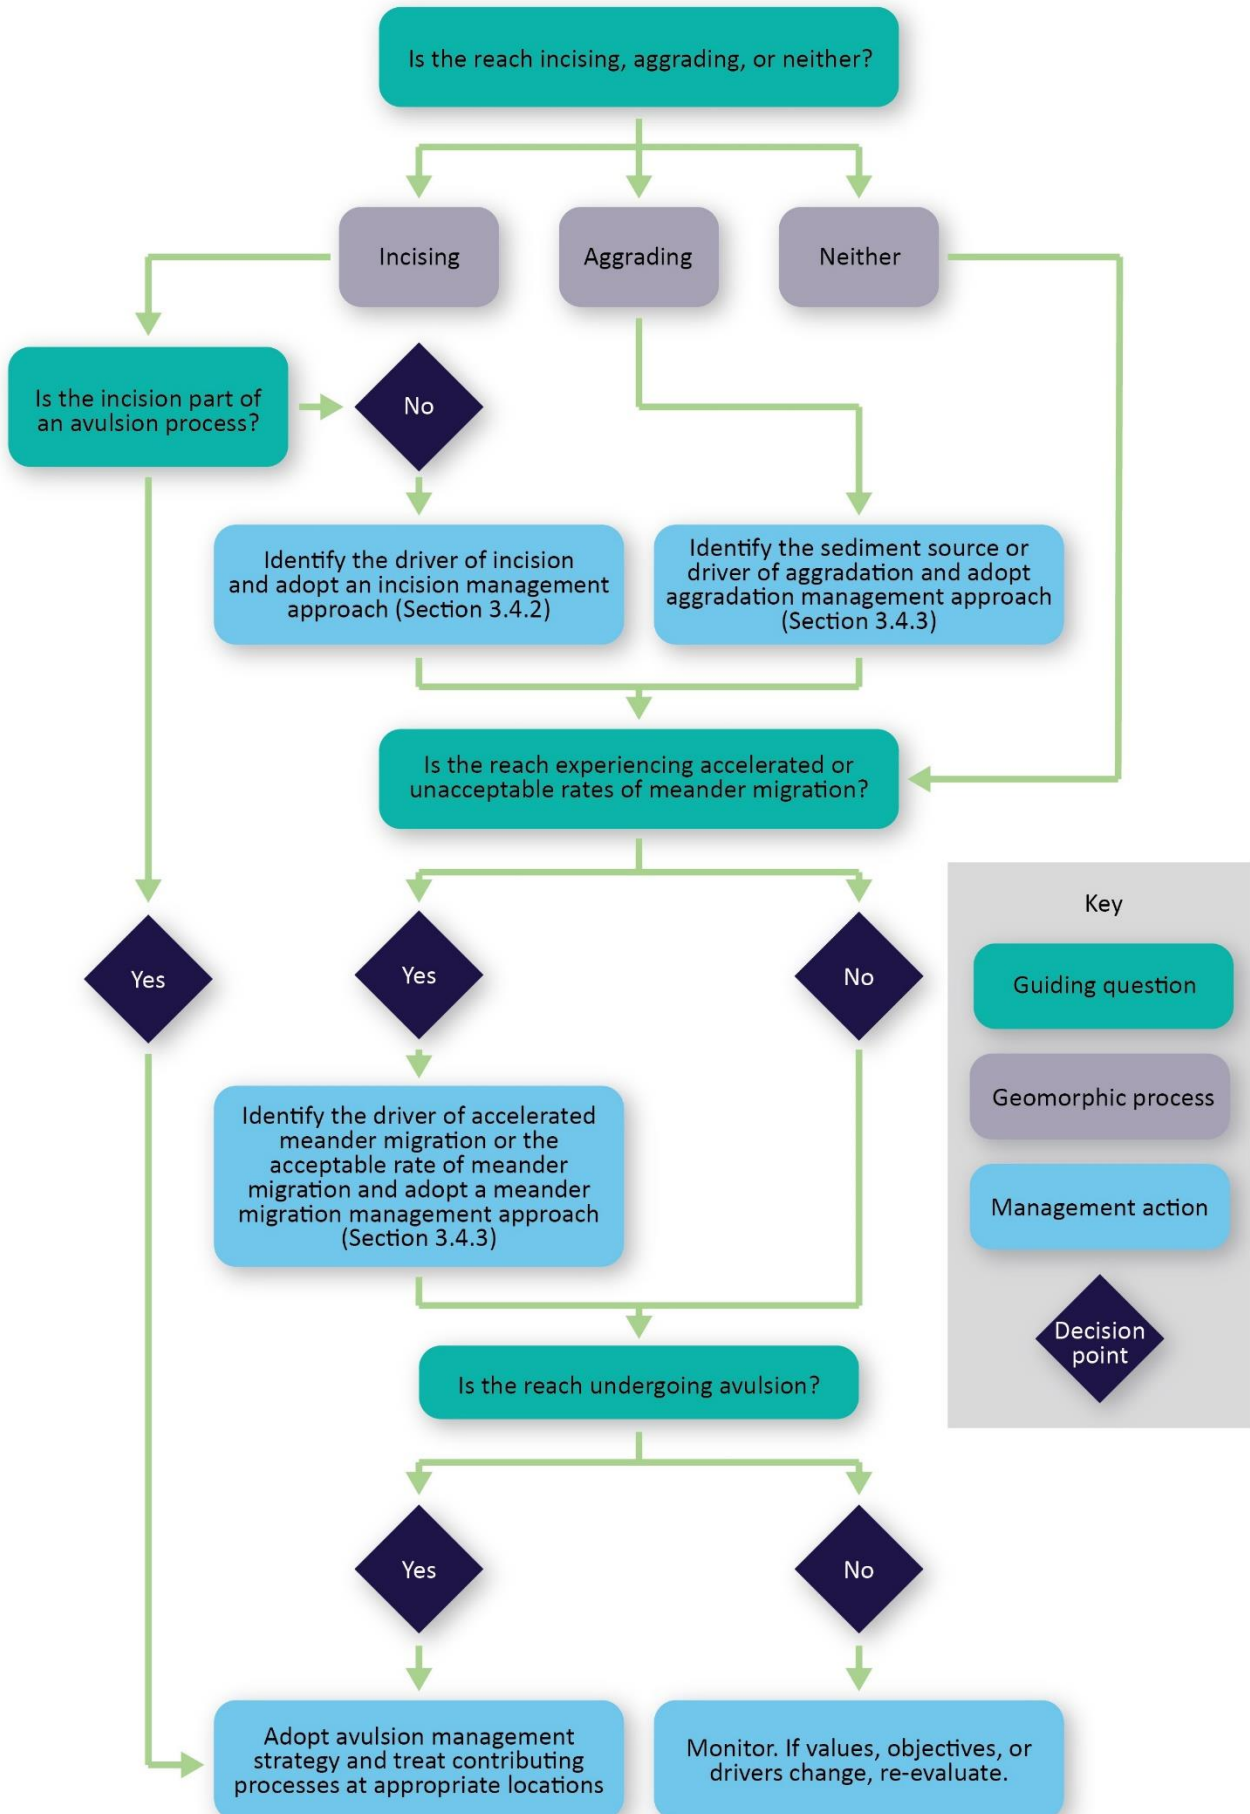 Is the reach incising, aggrading, or neither?
Incising
Aggrading
Neither
Is the incision part of
an avulsion process?
No
Identify the driver of incision
and adopt an incision management
approach (Section 3.4.2)
Identify the sediment source or
driver of aggradation and adopt
aggradation management approach
(Section 3.4.3)
Is the reach experiencing accelerated or
unacceptable rates of meander migration?
Yes
Yes
No
Identify the driver of accelerated
meander migration or the
acceptable rate of meander
migration and adopt a meander
migration management approach
(Section 3.4.3)
Is the reach undergoing avulsion?
Yes
No
Adopt avulsion management
strategy and treat contributing
processes at appropriate locations
Monitor. If values, objectives, or
drivers change, re-evaluate.
Key
Guiding question
Geomorphic process
Management action
Decision
point